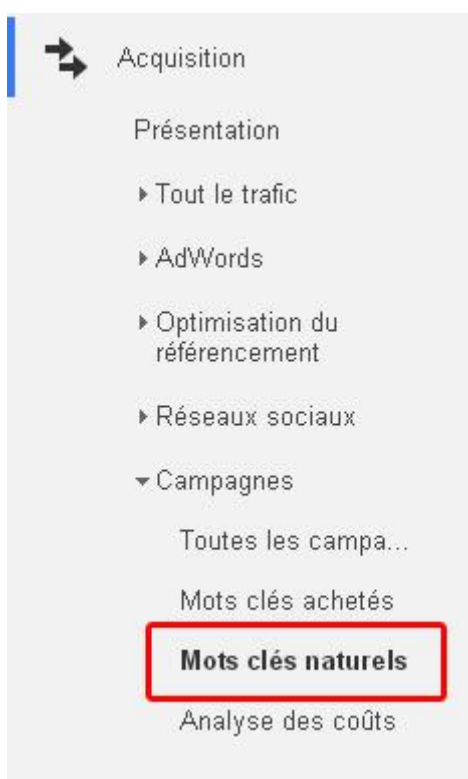 Acquisition
Présentation
Tout le trafic
AdWords
Optimisation du
référencement
Réseaux sociaux
Campagnes
Toutes les campa...
Mots clés achetés
Mots clés naturels
Analyse des coûts